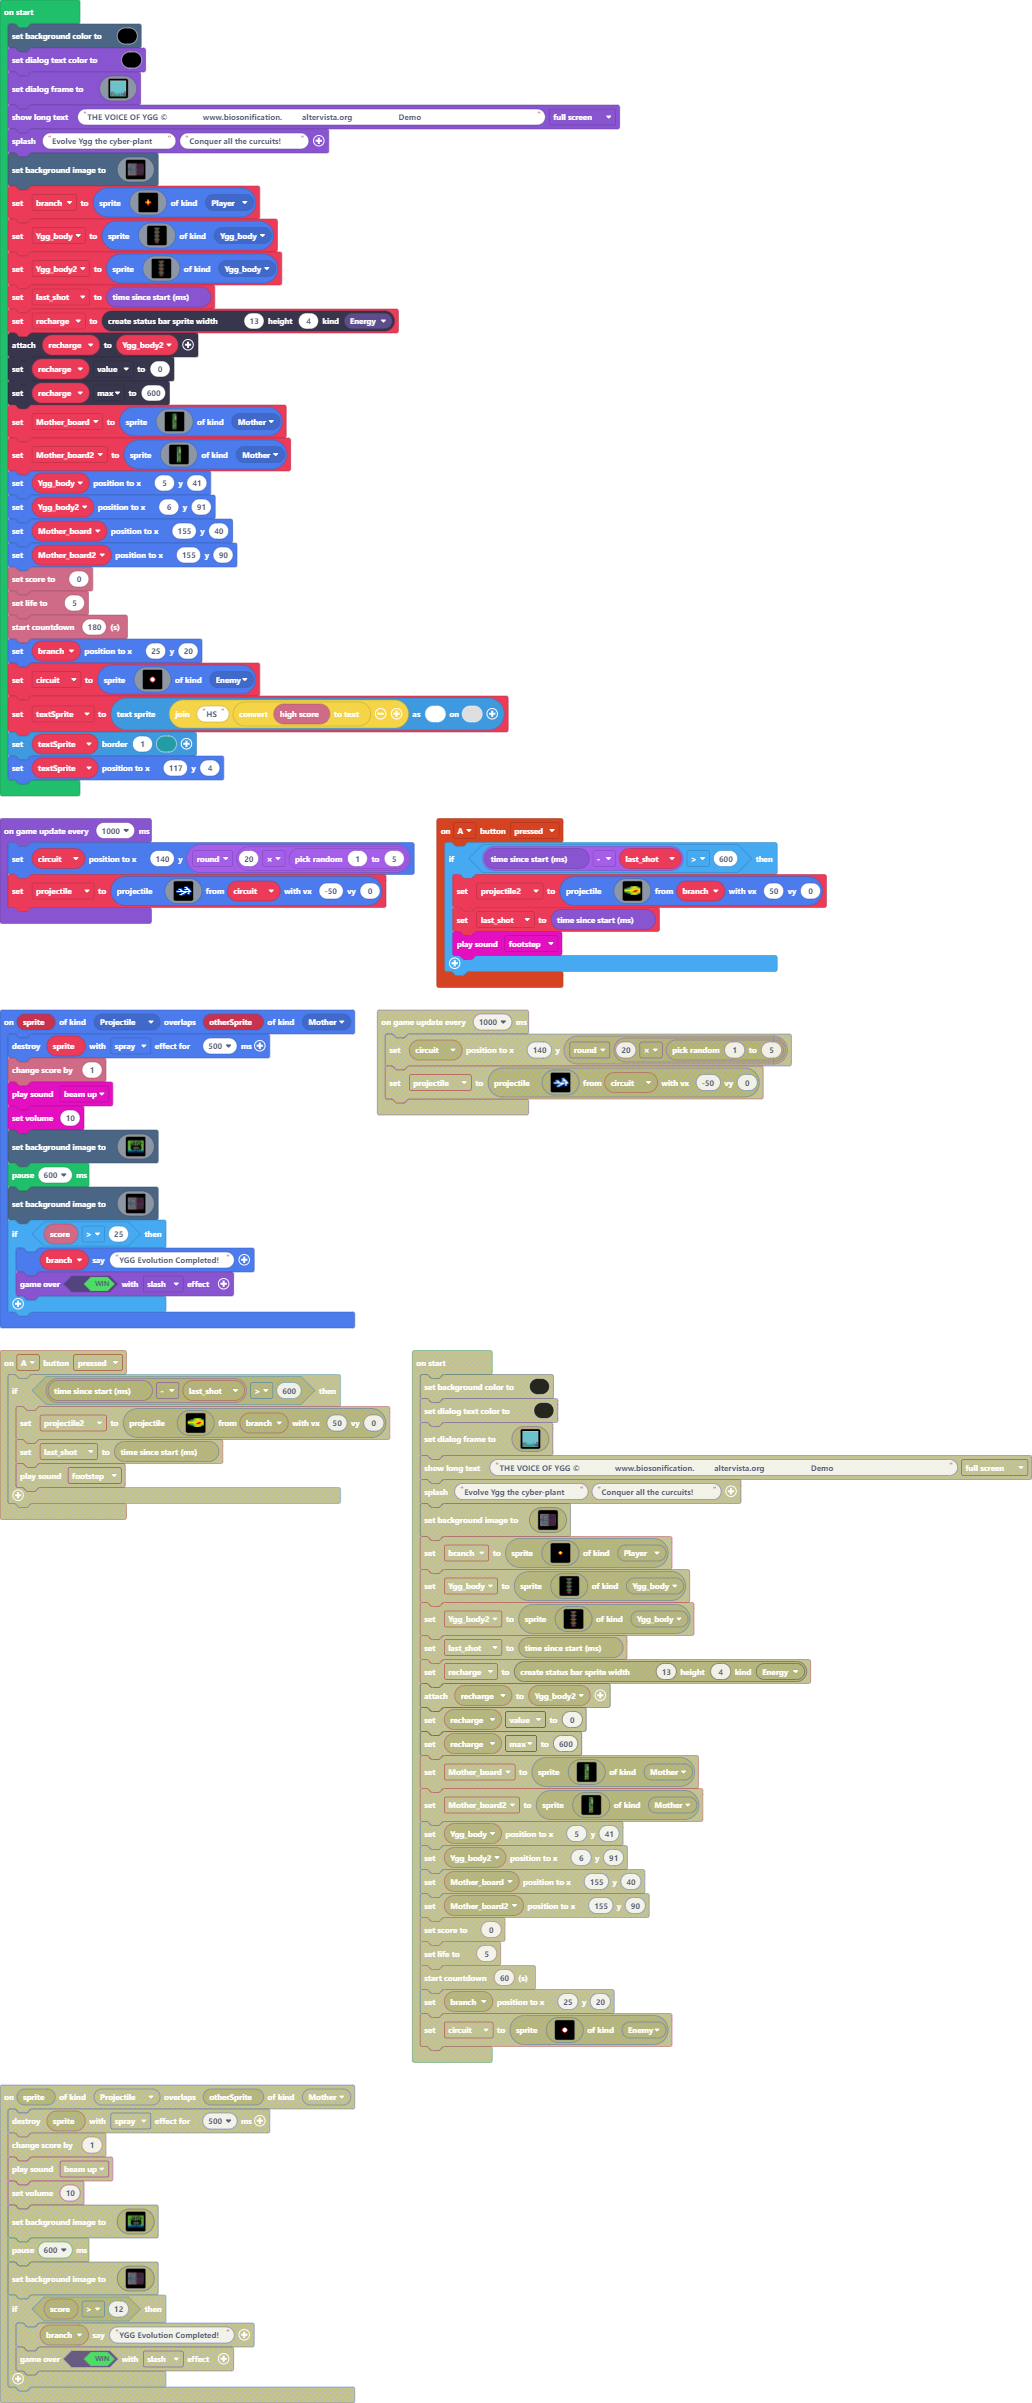 on start
set background color to
set dialog text color to
set dialog frame to
show long text "THE VOICE OF YGG © www.biosonification. altervista.org Demo " full screen
splash "Evolve Ygg the cyber-plant " "Conquer all the curcuits! "
set background image to
set branch to sprite of kind Player
set Ygg_body to sprite of kind Ygg_body
set Ygg_body2 to sprite of kind Ygg_body
set last_shot to time since start (ms)
set recharge to create status bar sprite width 13 height 4 kind Energy
attach recharge to Ygg_body2
set recharge value to 0
set recharge max to 600
set Mother_board to sprite of kind Mother
set Mother_board2 to sprite of kind Mother
set Ygg_body position to x 5 y 41
set Ygg_body2 position to x 6 y 91
set Mother_board position to x 155 y 40
set Mother_board2 position to x 155 y 90
set score to 0
set life to 5
start countdown 180 (s)
set branch position to x 25 y 20
set circuit to sprite of kind Enemy
set textSprite to text sprite join "HS" convert high score to text as on
set textSprite border 1
set textSprite position to x 117 y 4
on game update every 1000 ms
set circuit position to x 140 y round 20 × pick random 1 to 5
set projectile to projectile from circuit with vx -50 vy 0
on A button pressed
if time since start (ms) - last_shot > 600 then
set projectile2 to projectile from branch with vx 50 vy 0
set last_shot to time since start (ms)
play sound footstep
on sprite of kind Projectile overlaps otherSprite of kind Mother
destroy sprite with spray effect for 500 ms
change score by 1
play sound beam up
set volume 10
set background image to
pause 600 ms
set background image to
if score > 25 then
branch say "YGG Evolution Completed! "
game over WIN with slash effect
on game update every 1000 ms
set circuit position to x 140 y round 20 × pick random 1 to 5
set projectile to projectile from circuit with vx -50 vy 0
on A button pressed
if time since start (ms) - last_shot > 600 then
set projectile2 to projectile from branch with vx 50 vy 0
set last_shot to time since start (ms)
play sound footstep
on start
set background color to
set dialog text color to
set dialog frame to
show long text "THE VOICE OF YGG © www.biosonification. altervista.org Demo " full screen
splash "Evolve Ygg the cyber-plant " "Conquer all the curcuits! "
set background image to
set branch to sprite of kind Player
set Ygg_body to sprite of kind Ygg_body
set Ygg_body2 to sprite of kind Ygg_body
set last_shot to time since start (ms)
set recharge to create status bar sprite width 13 height 4 kind Energy
attach recharge to Ygg_body2
set recharge value to 0
set recharge max to 600
set Mother_board to sprite of kind Mother
set Mother_board2 to sprite of kind Mother
set Ygg_body position to x 5 y 41
set Ygg_body2 position to x 6 y 91
set Mother_board position to x 155 y 40
set Mother_board2 position to x 155 y 90
set score to 0
set life to 5
start countdown 60 (s)
set branch position to x 25 y 20
set circuit to sprite of kind Enemy
on sprite of kind Projectile overlaps otherSprite of kind Mother
destroy sprite with spray effect for 500 ms
change score by 1
play sound beam up
set volume 10
set background image to
pause 600 ms
set background image to
if score > 12 then
branch say "YGG Evolution Completed! "
game over WIN with slash effect